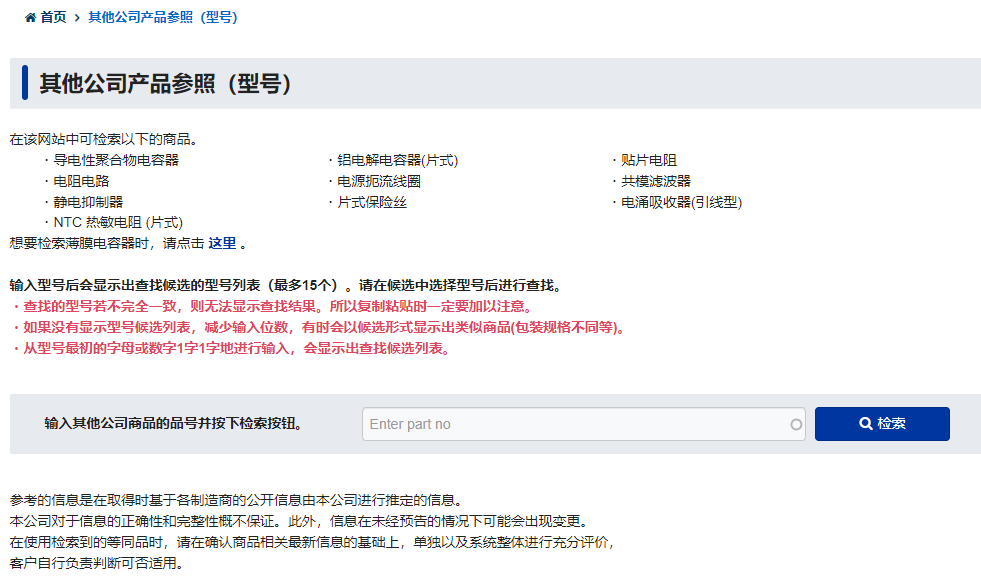 首页 > 其他公司产品参照（型号）
其他公司产品参照（型号）
在该网站中可检索以下的商品。
· 导电性聚合物电容器 · 铝电解电容器(片式) · 贴片电阻
· 电阻电路 · 电源扼流线圈 · 共模滤波器
· 静电抑制器 · 片式保险丝 · 电涌吸收器(引线型)
· NTC 热敏电阻 (片式)
想要检索薄膜电容器时，请点击 这里 。
输入型号后会显示出查找候选的型号列表（最多15个）。请在候选中选择型号后进行查找。
· 查找的型号若不完全一致，则无法显示查找结果。所以复制粘贴时一定要加以注意。
· 如果没有显示型号候选列表，减少输入位数，有时会以候选形式显示出类似商品(包装规格不同等)。
· 从型号最初的字母或数字1字1字地进行输入，会显示出查找候选列表。
输入其他公司商品的品号并按下检索按钮。 Enter part no 检索
参考的信息是在取得时基于各制造商的公开信息由本公司进行推定的信息。
本公司对于信息的正确性和完整性概不保证。此外，信息在未经预告的情况下可能会出现变更。
在使用检索到的等同品时，请在确认商品相关最新信息的基础上，单独以及系统整体进行充分评价，
客户自行负责判断可否适用。